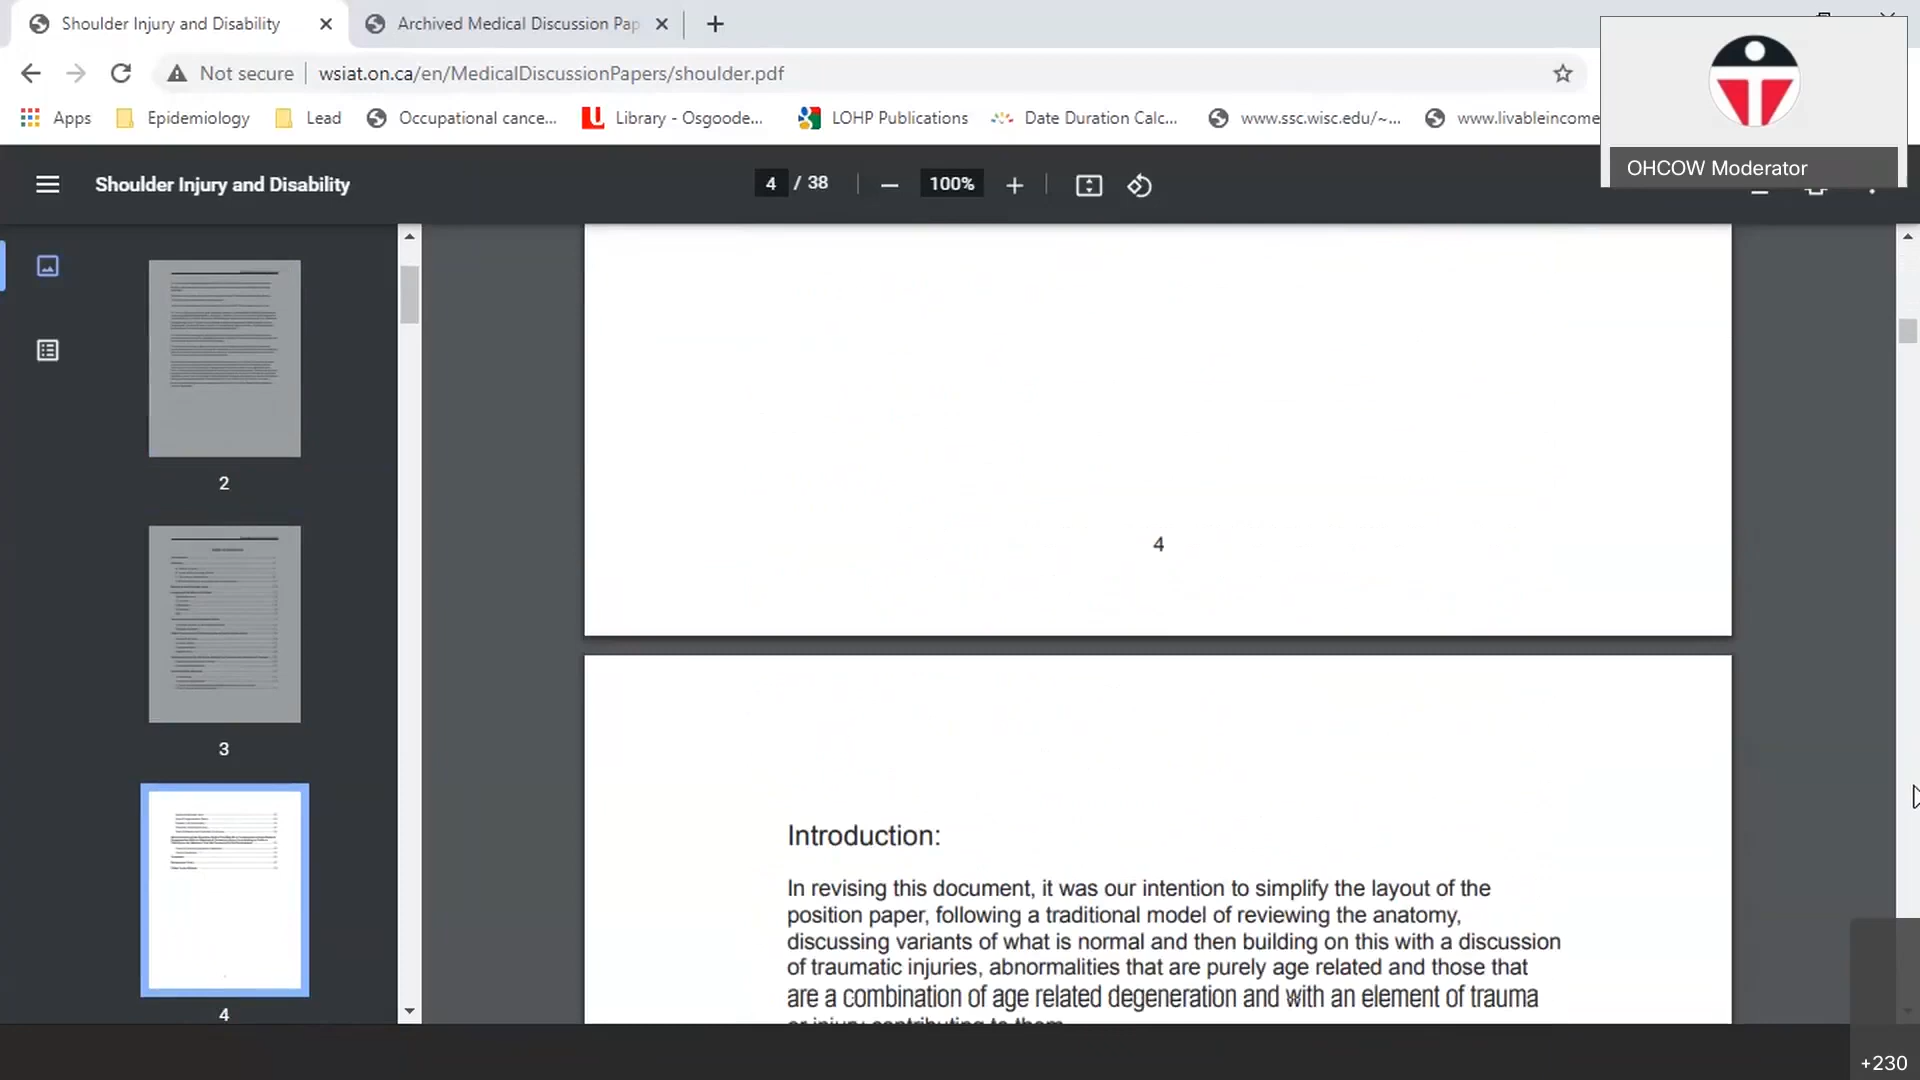 Shoulder Injury and Disability
Archived Medical Discussion Pap
Not secure
wsiat.on.ca/en/MedicalDiscussionPapers/shoulder.pdf
Apps
Epidemiology
Lead
Occupational cance...
Library - Osgoode...
LOHP Publications
Date Duration Calc...
www.ssc.wisc.edu/~...
www.livableincome
OHCOW Moderator
Shoulder Injury and Disability
4 / 38
100%
2
3
4
4
Introduction:
In revising this document, it was our intention to simplify the layout of the
position paper, following a traditional model of reviewing the anatomy,
discussing variants of what is normal and then building on this with a discussion
of traumatic injuries, abnormalities that are purely age related and those that
are a combination of age related degeneration and with an element of trauma
or injury contributing to them
+230